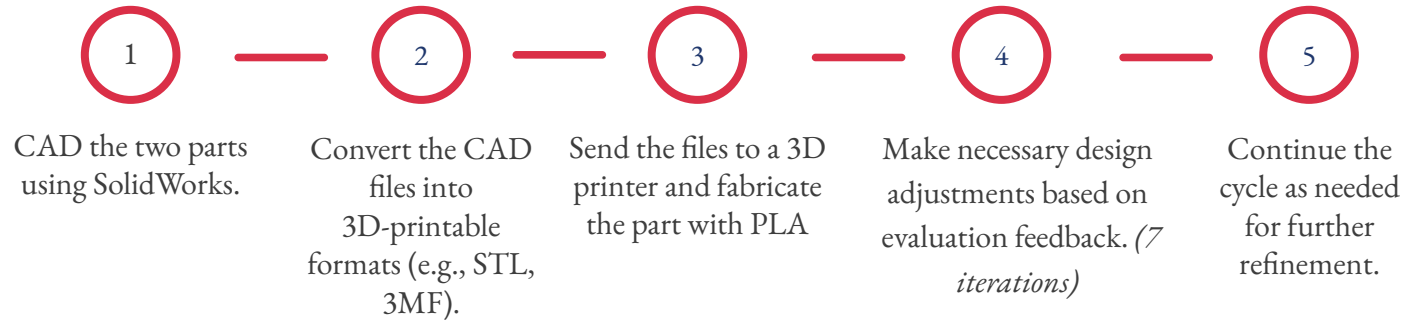 1
CAD the two parts
using SolidWorks.
2
Convert the CAD
files into
3D-printable
formats (e.g., STL,
3MF).
3
Send the files to a 3D
printer and fabricate
the part with PLA
4
Make necessary design
adjustments based on
evaluation feedback. (7
iterations)
5
Continue the
cycle as needed
for further
refinement.